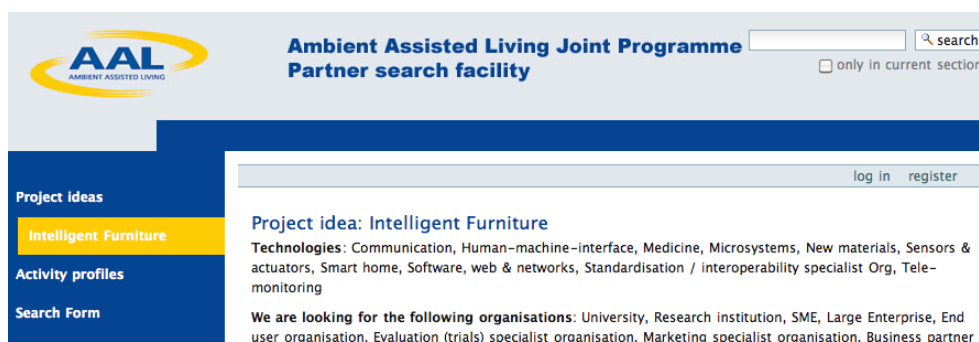 AAL
AMBIENT ASSISTED LIVING
Ambient Assisted Living Joint Programme
Partner search facility
search
only in current section
log in register
Project ideas
Intelligent Furniture
Activity profiles
Search Form
Project idea: Intelligent Furniture
Technologies: Communication, Human-machine-interface, Medicine, Microsystems, New materials, Sensors &
actuators, Smart home, Software, web & networks, Standardisation / interoperability specialist Org, Tele-
monitoring
We are looking for the following organisations: University, Research institution, SME, Large Enterprise, End
user organisation, Evaluation (trials) specialist organisation, Marketing specialist organisation, Business partner